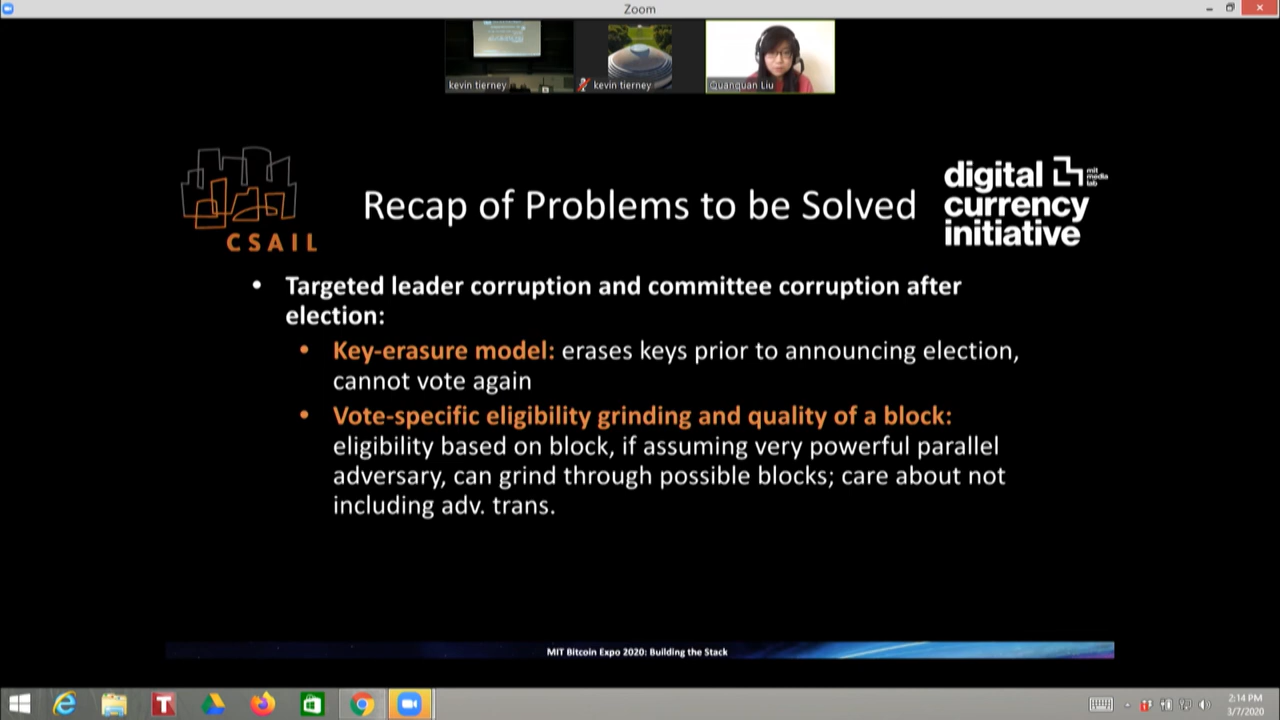 Zoom
kevin tierney
kevin tierney
Quanquan Liu
CSAIL
digital
currency
initiative
mit
media
lab
Recap of Problems to be Solved
• Targeted leader corruption and committee corruption after
election:
• Key-erasure model: erases keys prior to announcing election,
cannot vote again
• Vote-specific eligibility grinding and quality of a block:
eligibility based on block, if assuming very powerful parallel
adversary, can grind through possible blocks; care about not
including adv. trans.
MIT Bitcoin Expo 2020: Building the Stack
2:14 PM
3/7/2020